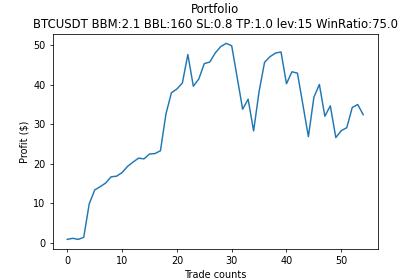 Portfolio
BTCUSDT BBM:2.1 BBL:160 SL:0.8 TP:1.0 lev:15 WinRatio:75.0
50
40
30
20
10
0
Profit ($)
0 10 20 30 40 50
Trade counts